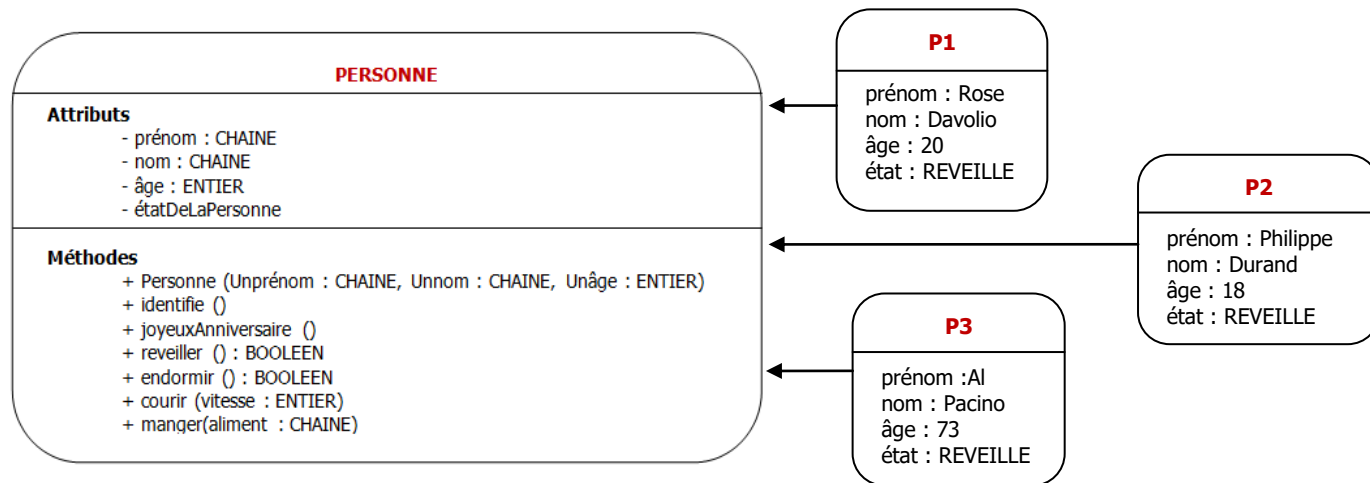 PERSONNE
Attributs
- prénom : CHAINE
- nom : CHAINE
- âge : ENTIER
- étatDeLaPersonne
Méthodes
+ Personne (Unprénom : CHAINE, Unnom : CHAINE, Unâge : ENTIER)
+ identifie ()
+ joyeuxAnniversaire ()
+ reveiller () : BOOLEEN
+ endormir () : BOOLEEN
+ courir (vitesse : ENTIER)
+ manger(aliment : CHAINE)
P1
prénom : Rose
nom : Davolio
âge : 20
état : REVEILLE
P2
prénom : Philippe
nom : Durand
âge : 18
état : REVEILLE
P3
prénom :Al
nom : Pacino
âge : 73
état : REVEILLE